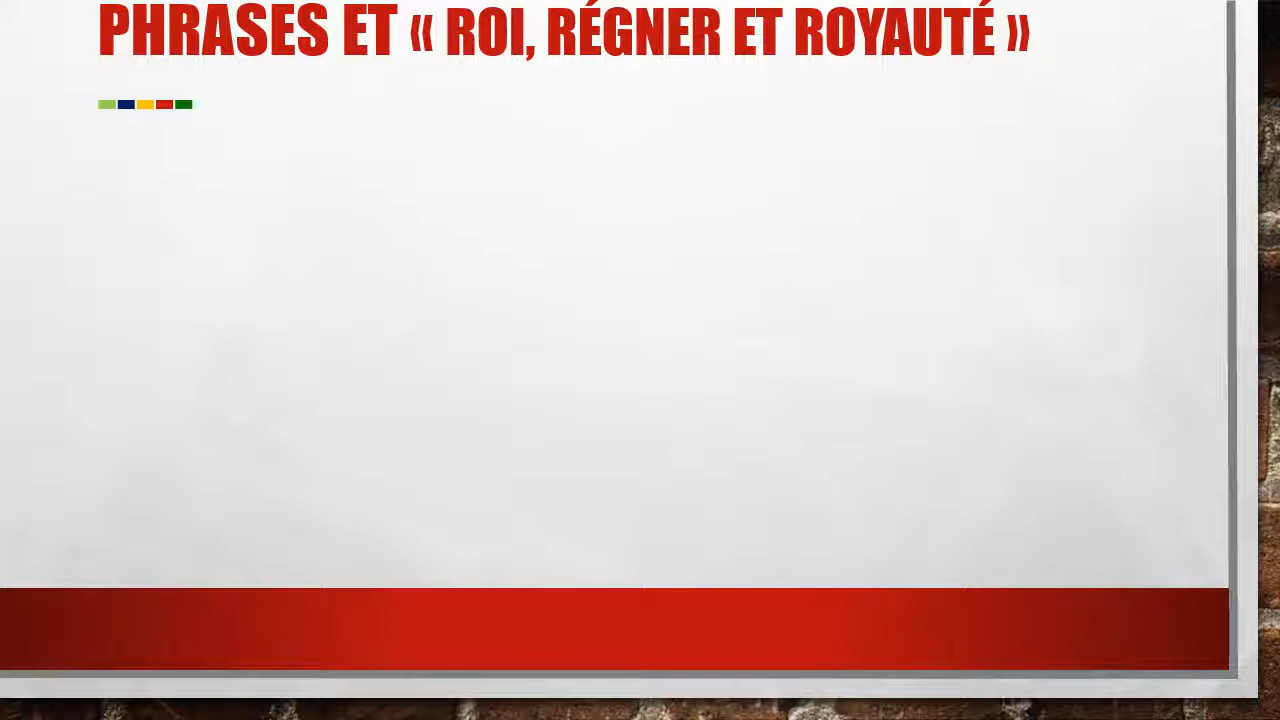 PHRASES ET « ROI, RÉGNER ET ROYAUTÉ »